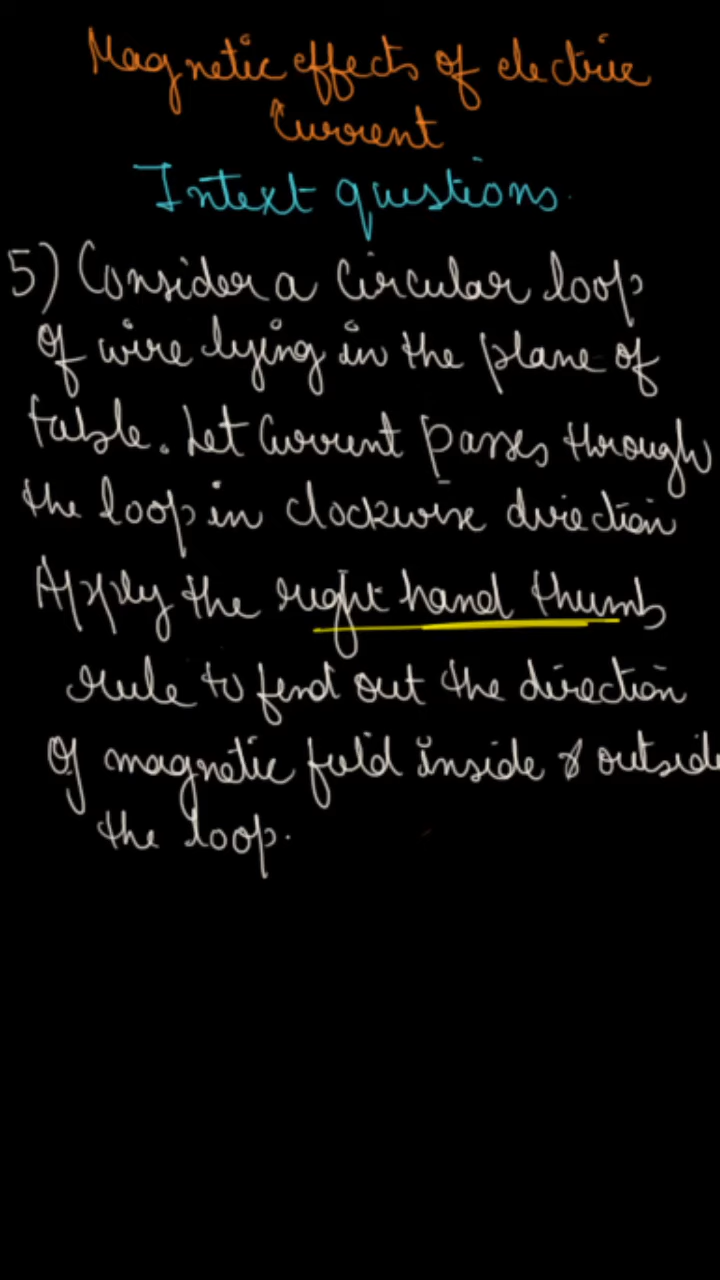 Magnetic effects of electric
Current
Intext questions.
5) Consider a Circular loop
of wire lying in the plane of
table. Let Current passes through
the loop in clockwise direction
Apply the right hand thumb
rule to find out the direction
of magnetic field inside & outside
the loop.